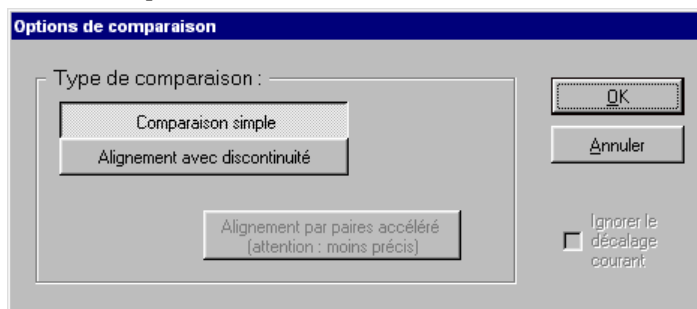 Options de comparaison
Type de comparaison :
Comparaison simple
Alignement avec discontinuité
Alignement par paires accéléré
(attention : moins précis)
OK
Annuler
Ignorer le
décalage
courant